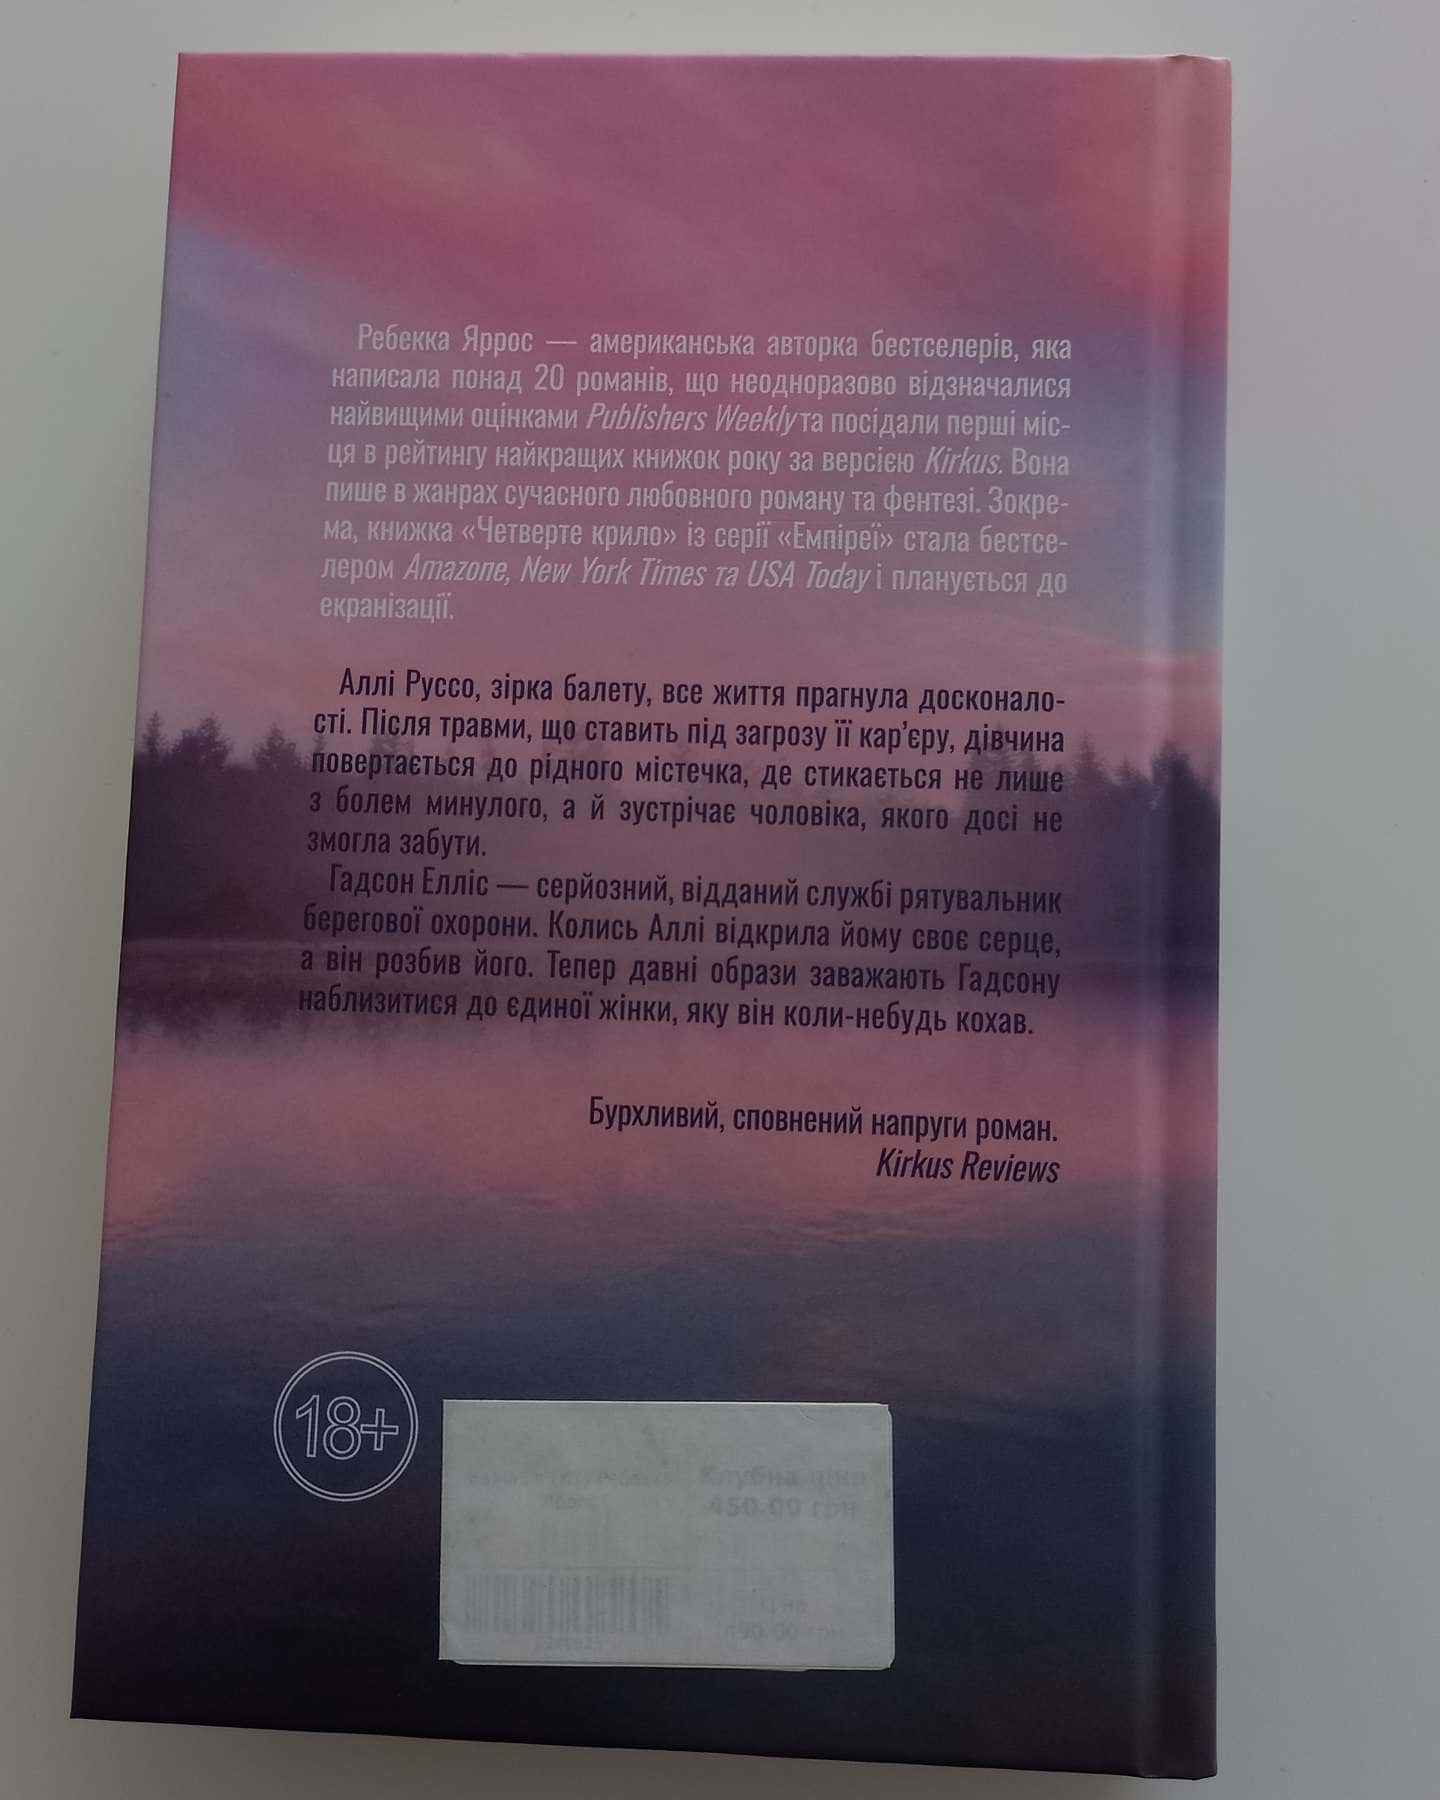 Ребекка Яррос — американська авторка бестселерів, яка
написала понад 20 романів, що неодноразово відзначалися
найвищими оцінками Publishers Weekly та посідали перші міс-
ця в рейтингу найкращих книжок року за версією Kirkus. Вона
пише в жанрах сучасного любовного роману та фентезі. Зокре-
ма, книжка «Четверте крило» із серії «Емпіреї» стала бестсе-
лером Amazone, New York Times та USA Today і планується до
екранізації.
Аллі Руссо, зірка балету, все життя прагнула досконало-
сті. Після травми, що ставить під загрозу її кар’єру, дівчина
повертається до рідного містечка, де стикається не лише
з болем минулого, а й зустрічає чоловіка, якого досі не
змогла забути.
Гадсон Елліс — серйозний, відданий службі рятувальник
берегової охорони. Колись Аллі відкрила йому своє серце,
а він розбив його. Тепер давні образи заважають Гадсону
наблизитися до єдиної жінки, яку він коли-небудь кохав.
Бурхливий, сповнений напруги роман.
Kirkus Reviews
18+
Клубна ціна
450.00 грн
Ціна
490.00 грн